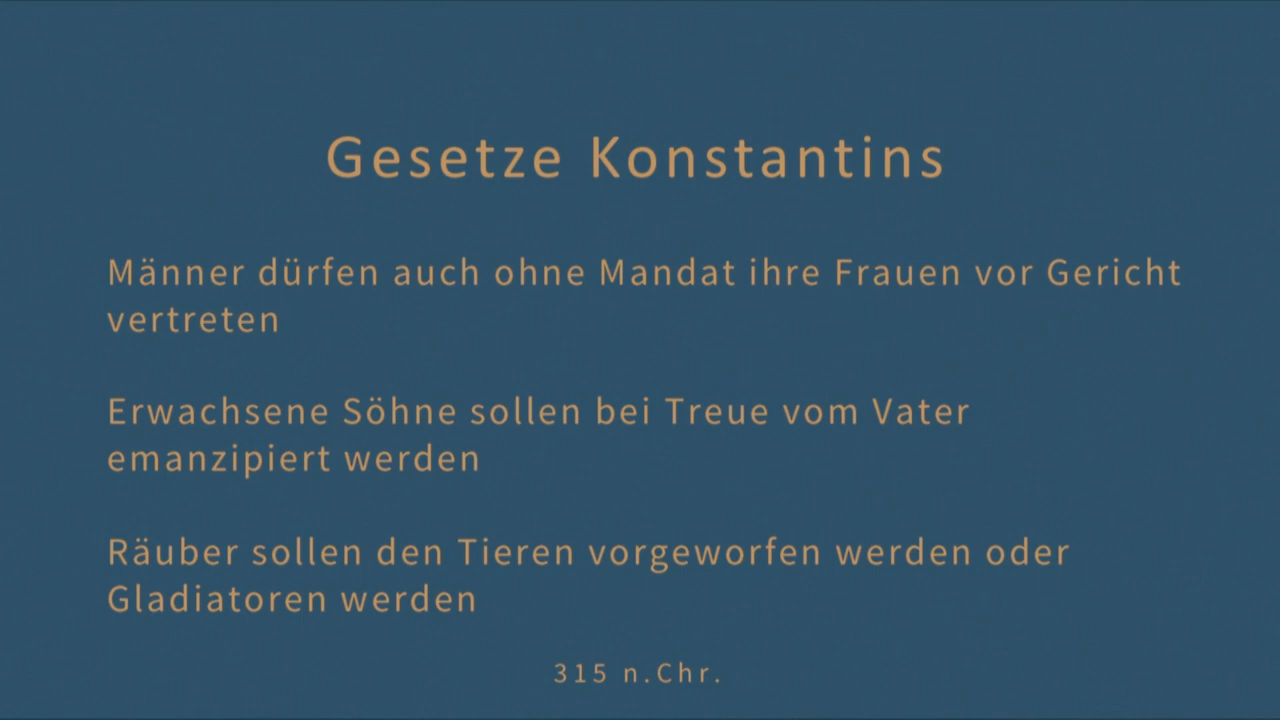 Gesetze Konstantins
Männer dürfen auch ohne Mandat ihre Frauen vor Gericht
vertreten
Erwachsene Söhne sollen bei Treue vom Vater
emanzipiert werden
Räuber sollen den Tieren vorgeworfen werden oder
Gladiatoren werden
315 n.Chr.